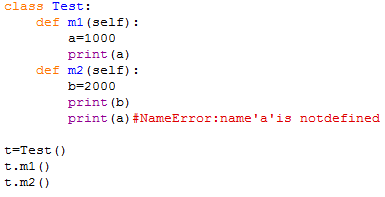 class Test:
    def m1(self):
        a=1000
        print(a)
    def m2(self):
        b=2000
        print(b)
        print(a)#NameError:name'a'is notdefined

t=Test()
t.m1()
t.m2()